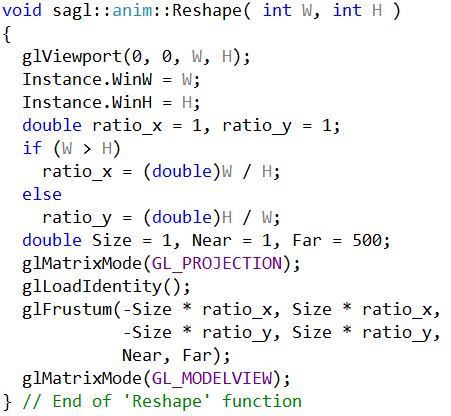 void sagl::anim::Reshape( int W, int H )
{
  glViewport(0, 0, W, H);
  Instance.WinW = W;
  Instance.WinH = H;
  double ratio_x = 1, ratio_y = 1;
  if (W > H)
    ratio_x = (double)W / H;
  else
    ratio_y = (double)H / W;
  double Size = 1, Near = 1, Far = 500;
  glMatrixMode(GL_PROJECTION);
  glLoadIdentity();
  glFrustum(-Size * ratio_x, Size * ratio_x,
            -Size * ratio_y, Size * ratio_y,
            Near, Far);
  glMatrixMode(GL_MODELVIEW);
} // End of 'Reshape' function